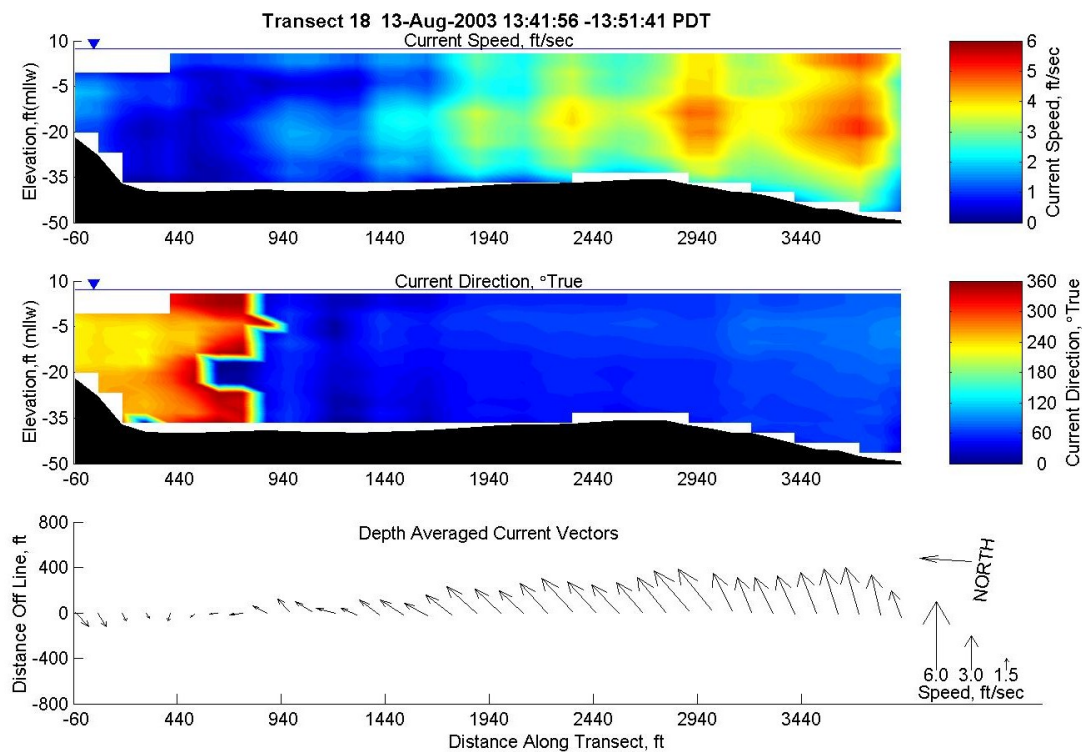 Transect 18  13-Aug-2003 13:41:56 -13:51:41 PDT
Current Speed, ft/sec
Elevation,ft(mllw)
10
-5
-20
-35
-50
-60 440 940 1440 1940 2440 2940 3440
6
5
4
3
2
1
0
Current Speed, ft/sec
Current Direction, °True
Elevation,ft (mllw)
10
-5
-20
-35
-50
-60 440 940 1440 1940 2440 2940 3440
360
300
240
180
120
60
0
Current Direction, °True
Depth Averaged Current Vectors
Distance Off Line, ft
800
400
0
-400
-800
-60 440 940 1440 1940 2440 2940 3440
Distance Along Transect, ft
NORTH
6.0 3.0 1.5
Speed, ft/sec